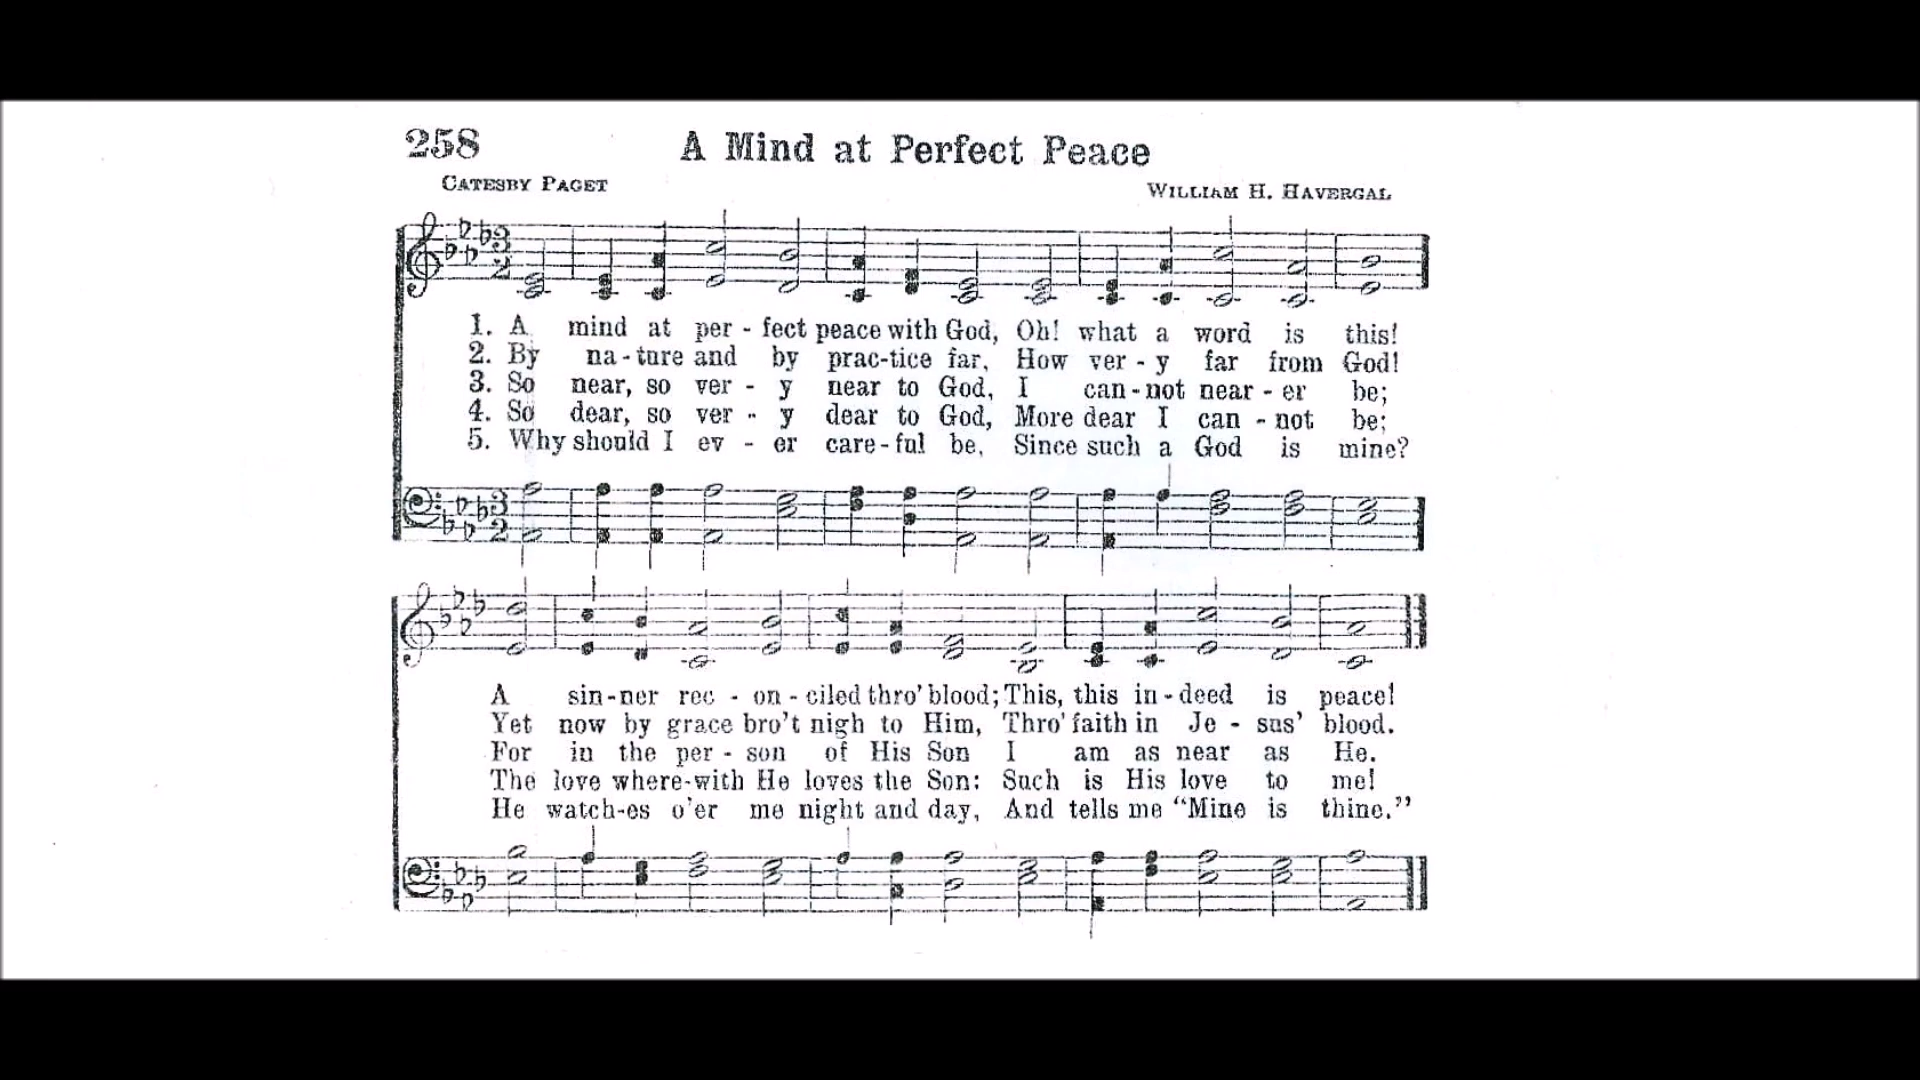 258
A Mind at Perfect Peace
CATESBY PAGET
WILLIAM H. HAVERGAL
1. A mind at per - fect peace with God, Oh! what a word is this!
2. By na - ture and by prac-tice far, How ver - y far from God!
3. So near, so ver - y near to God, I can - not near - er be;
4. So dear, so ver - y dear to God, More dear I can - not be;
5. Why should I ev - er care - ful be, Since such a God is mine?
A sin-ner rec - on - ciled thro' blood; This, this in - deed is peace!
Yet now by grace bro't nigh to Him, Thro' faith in Je - sus' blood.
For in the per - son of His Son I am as near as He.
The love where-with He loves the Son: Such is His love to me!
He watch-es o'er me night and day, And tells me "Mine is thine."